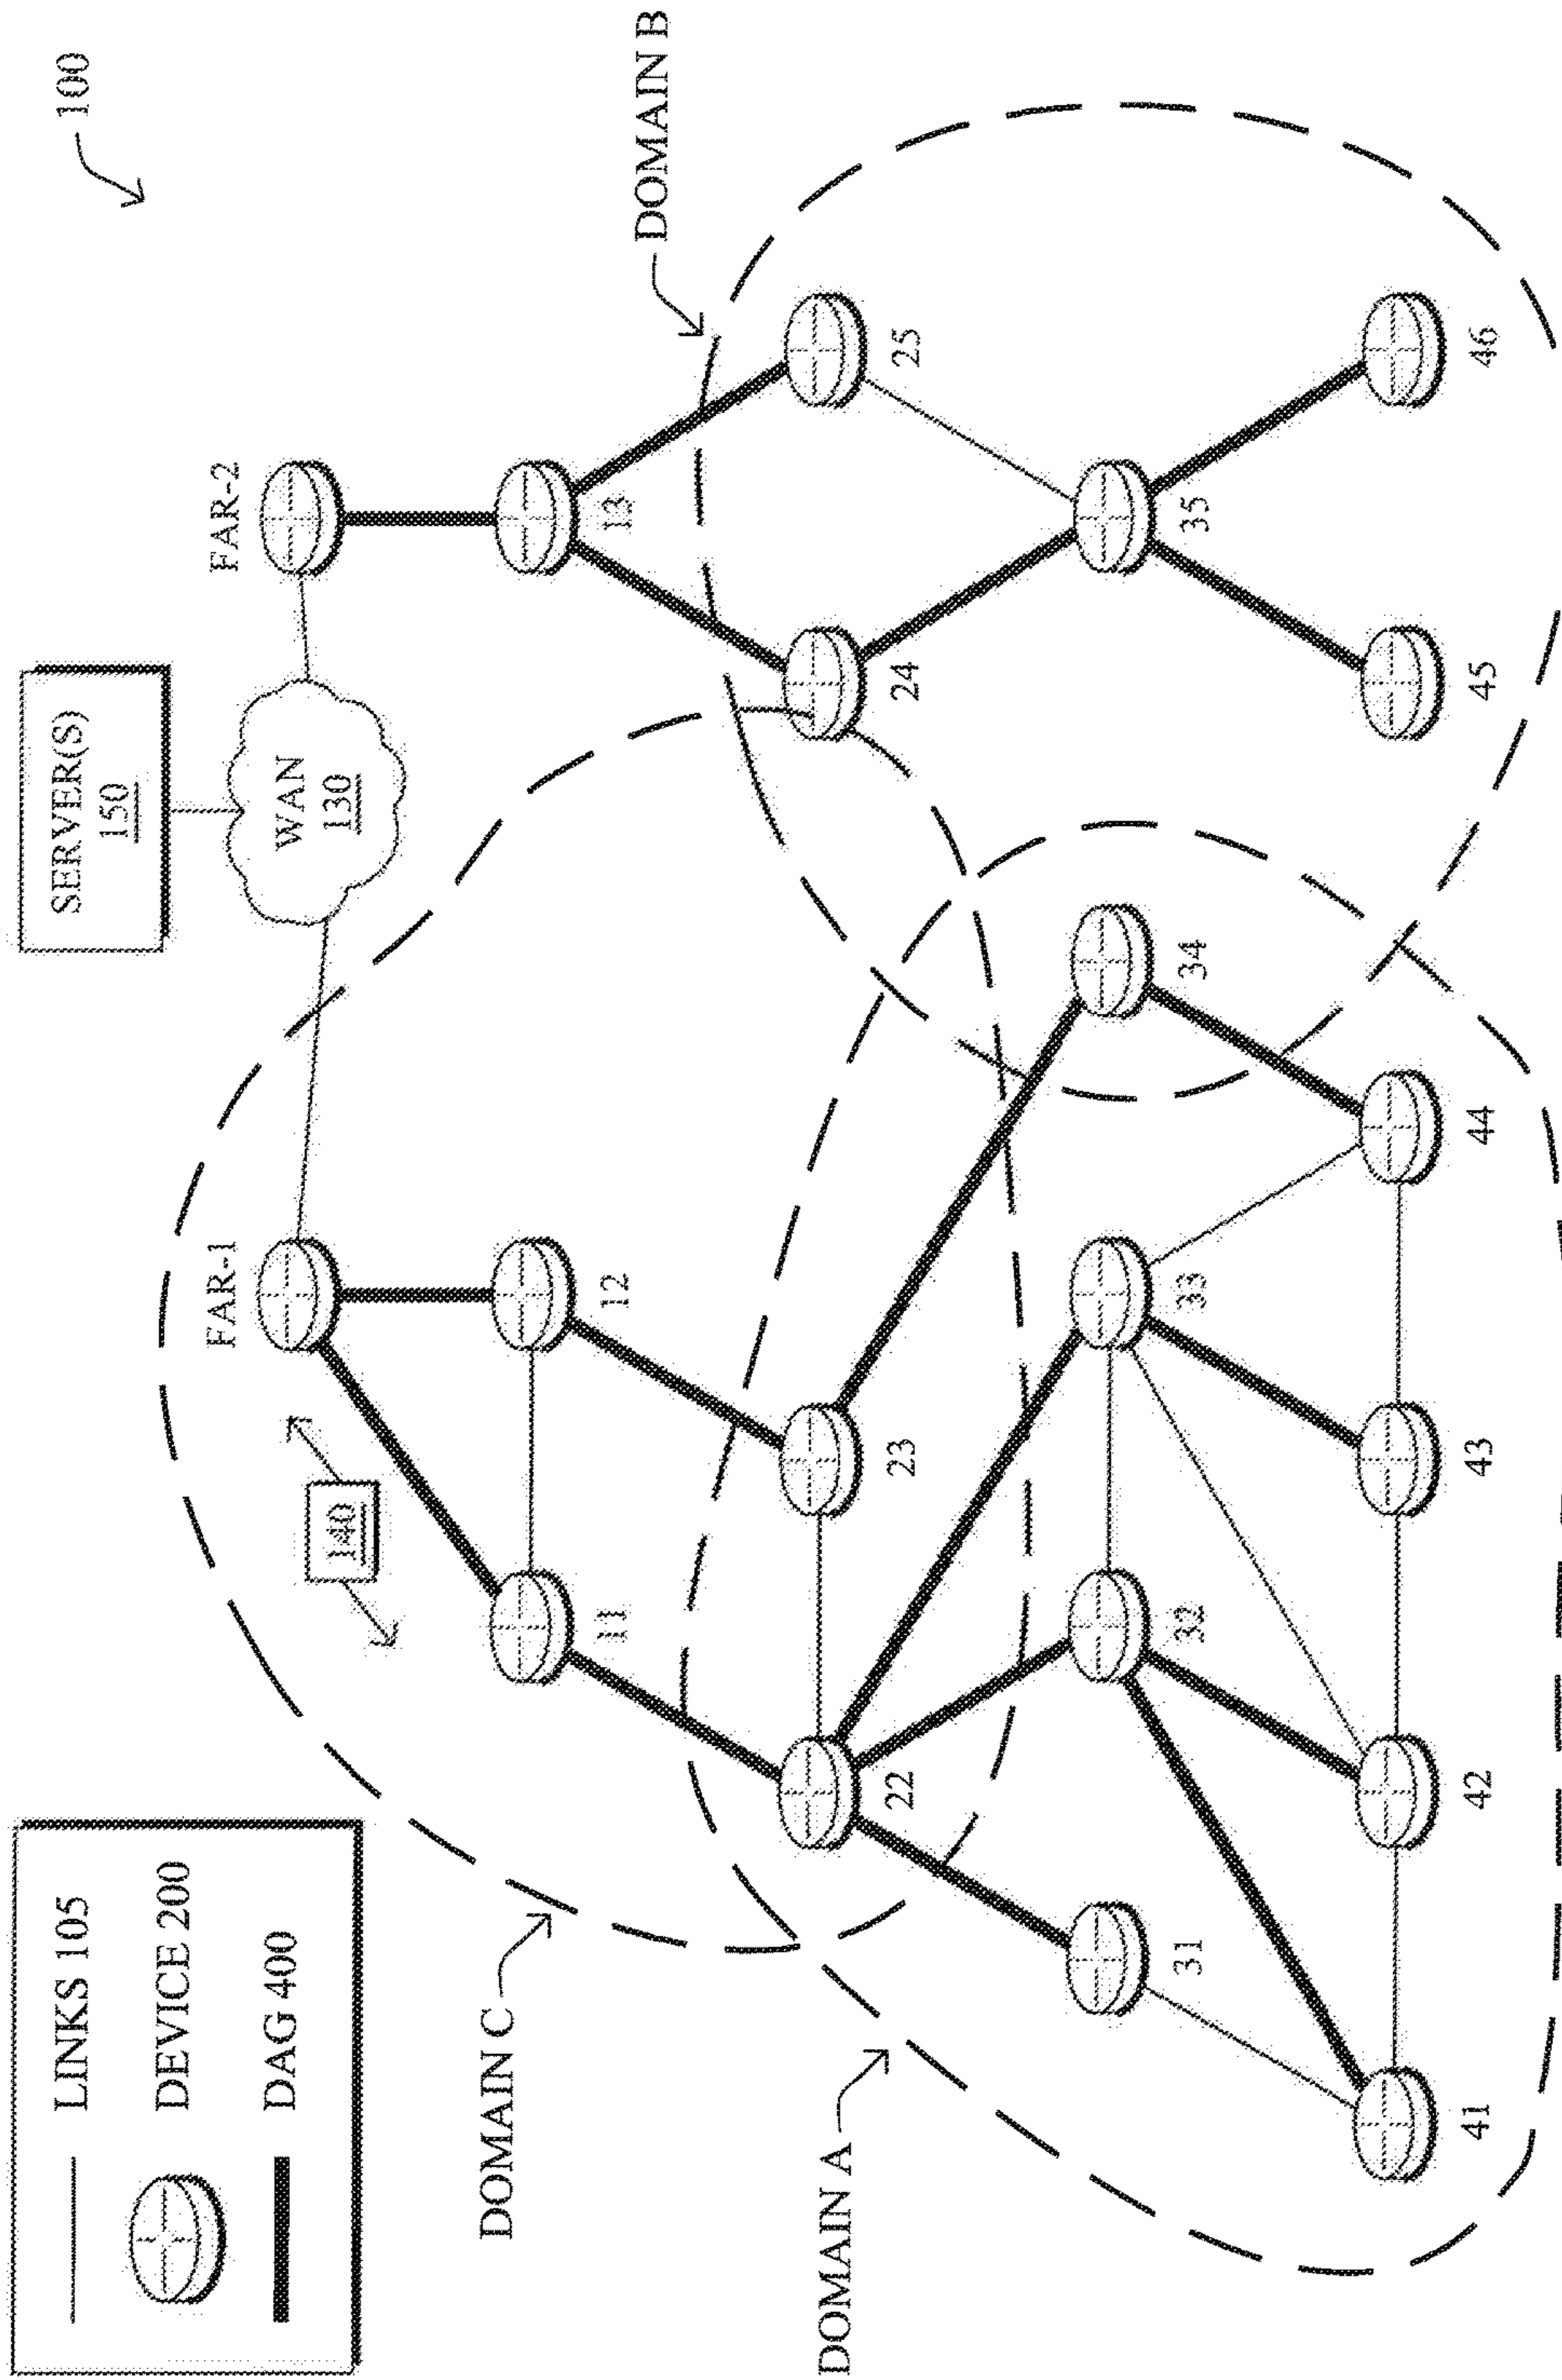 100
LINKS 105
DEVICE 200
DAG 400
SERVER(S)
150
WAN
130
FAR-1
FAR-2
140
11
12
13
DOMAIN B
DOMAIN C
22
23
24
25
DOMAIN A
31
32
33
34
35
41
42
43
44
45
46